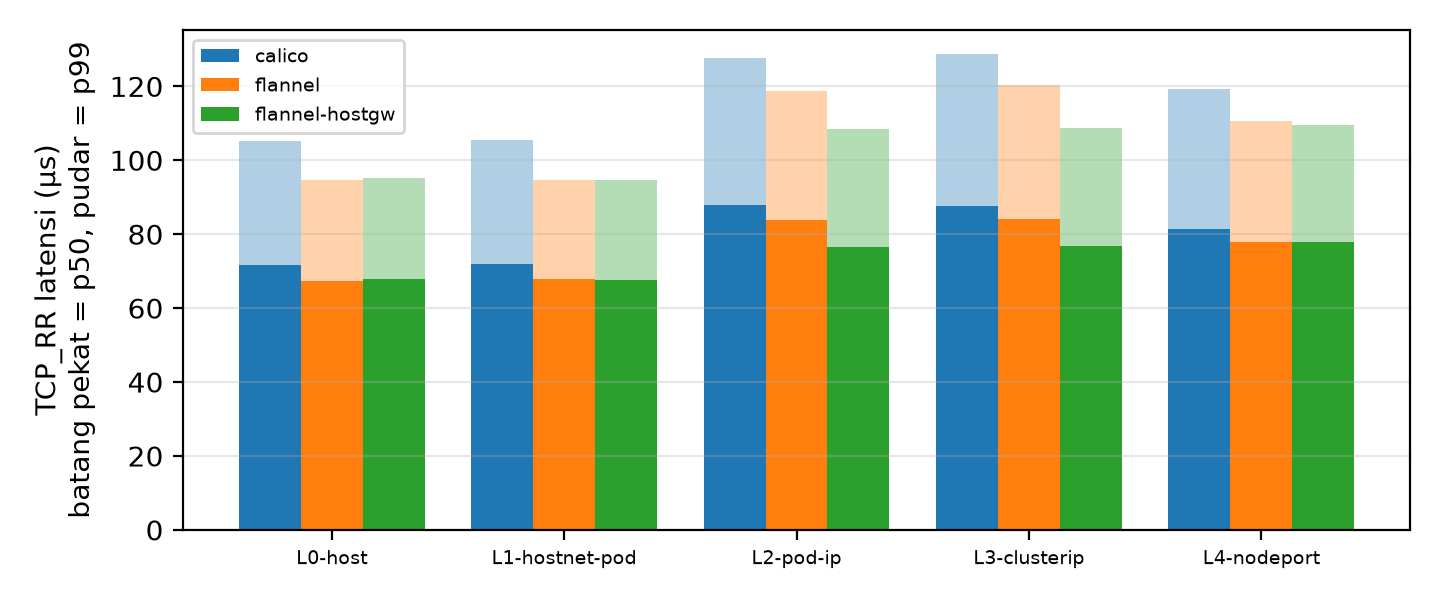 TCP_RR latensi (µs)
batang pekat = p50, pudar = p99
120
100
80
60
40
20
0
calico
flannel
flannel-hostgw
L0-host
L1-hostnet-pod
L2-pod-ip
L3-clusterip
L4-nodeport